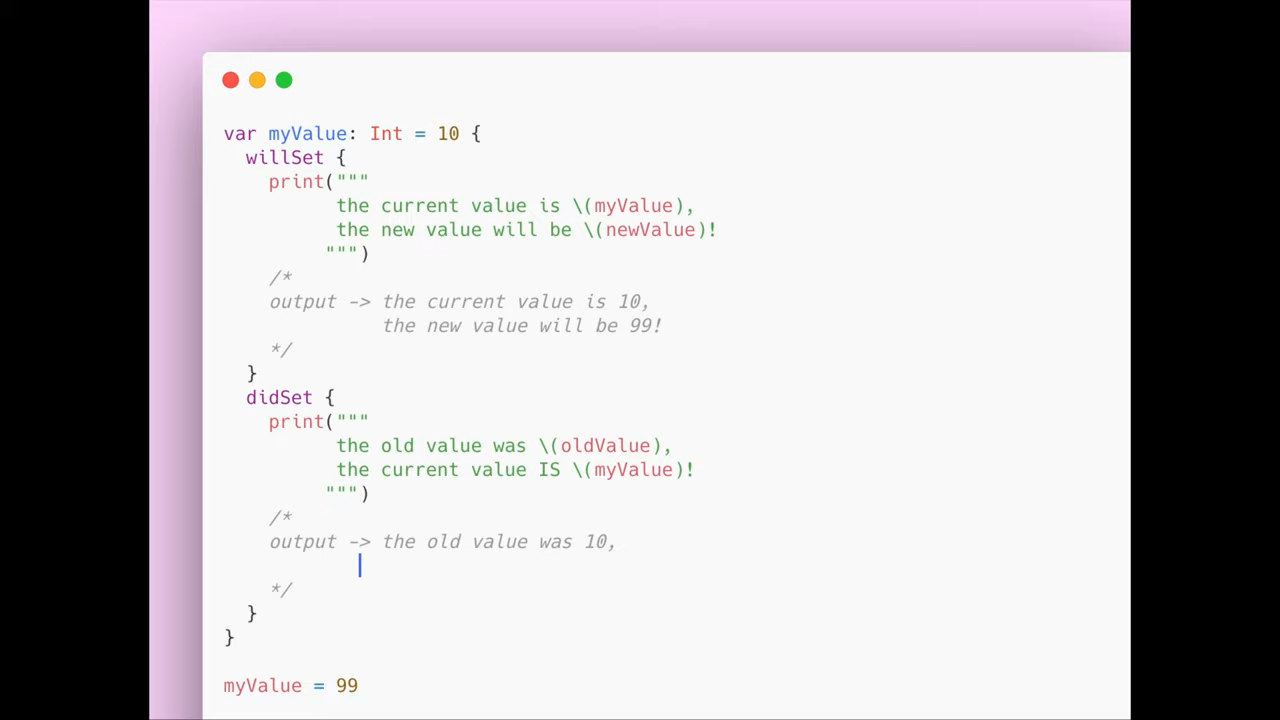 var myValue: Int = 10 {
  willSet {
    print("""
          the current value is \(myValue),
          the new value will be \(newValue)!
         """)
    /*
    output -> the current value is 10,
              the new value will be 99!
    */
  }
  didSet {
    print("""
          the old value was \(oldValue),
          the current value IS \(myValue)!
         """)
    /*
    output -> the old value was 10,
    */
  }
}
myValue = 99